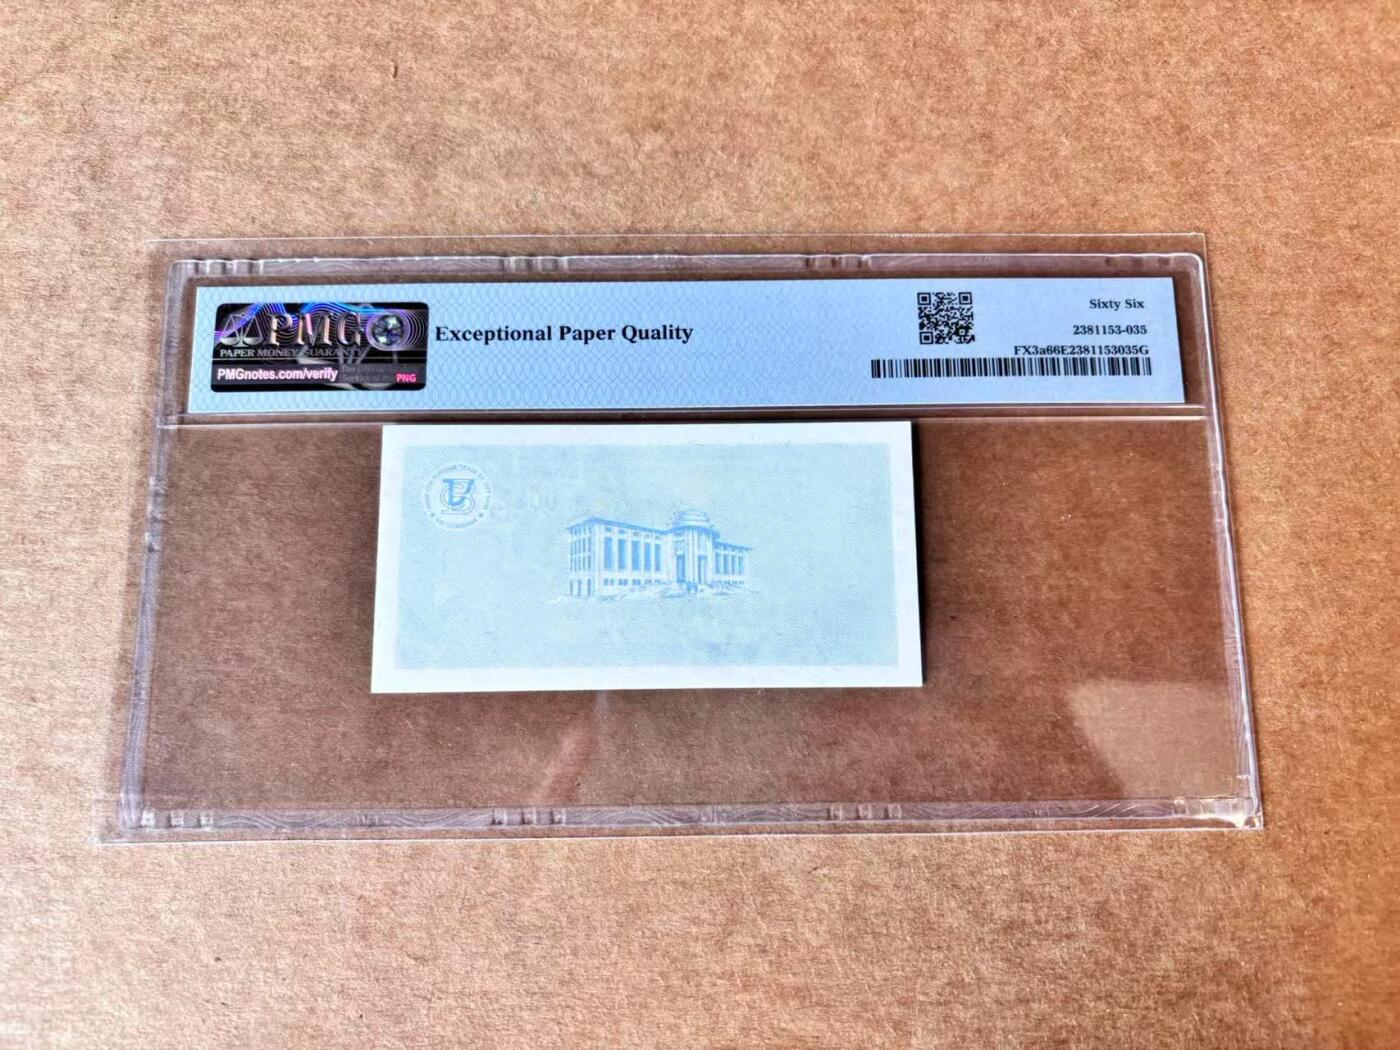 PMG
PAPER MONEY GUARANTY
PMGnotes.com/verify
PNG
Exceptional Paper Quality
Sixty Six
2381153-035
FX3a66E2381153035G